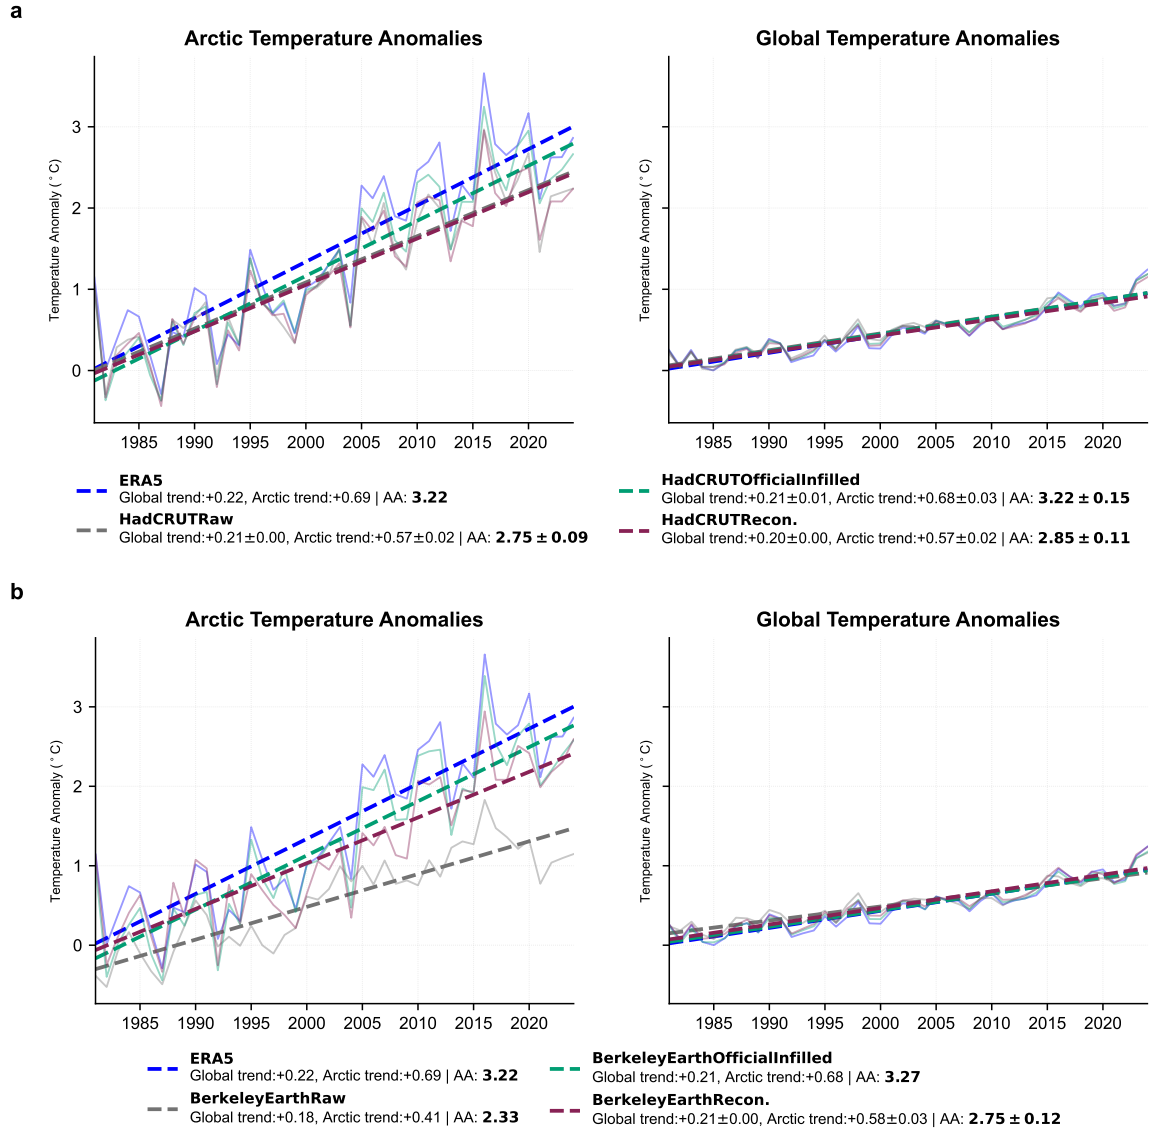 a
Arctic Temperature Anomalies
Global Temperature Anomalies
Temperature Anomaly (°C)
3
2
1
0
1985 1990 1995 2000 2005 2010 2015 2020
Temperature Anomaly (°C)
1985 1990 1995 2000 2005 2010 2015 2020
ERA5
Global trend:+0.22, Arctic trend:+0.69 | AA: 3.22
HadCRUTRaw
Global trend:+0.21±0.00, Arctic trend:+0.57±0.02 | AA: 2.75 ± 0.09
HadCRUTOfficialInfilled
Global trend:+0.21±0.01, Arctic trend:+0.68±0.03 | AA: 3.22 ± 0.15
HadCRUTRecon.
Global trend:+0.20±0.00, Arctic trend:+0.57±0.02 | AA: 2.85 ± 0.11
b
Arctic Temperature Anomalies
Global Temperature Anomalies
Temperature Anomaly (°C)
3
2
1
0
1985 1990 1995 2000 2005 2010 2015 2020
Temperature Anomaly (°C)
1985 1990 1995 2000 2005 2010 2015 2020
ERA5
Global trend:+0.22, Arctic trend:+0.69 | AA: 3.22
BerkeleyEarthRaw
Global trend:+0.18, Arctic trend:+0.41 | AA: 2.33
BerkeleyEarthOfficialInfilled
Global trend:+0.21, Arctic trend:+0.68 | AA: 3.27
BerkeleyEarthRecon.
Global trend:+0.21±0.00, Arctic trend:+0.58±0.03 | AA: 2.75 ± 0.12